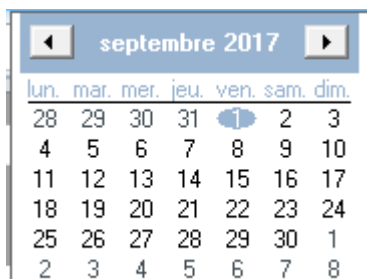 septembre 2017
lun. mar. mer. jeu. ven. sam. dim.
28 29 30 31 1 2 3
4 5 6 7 8 9 10
11 12 13 14 15 16 17
18 19 20 21 22 23 24
25 26 27 28 29 30 1
2 3 4 5 6 7 8